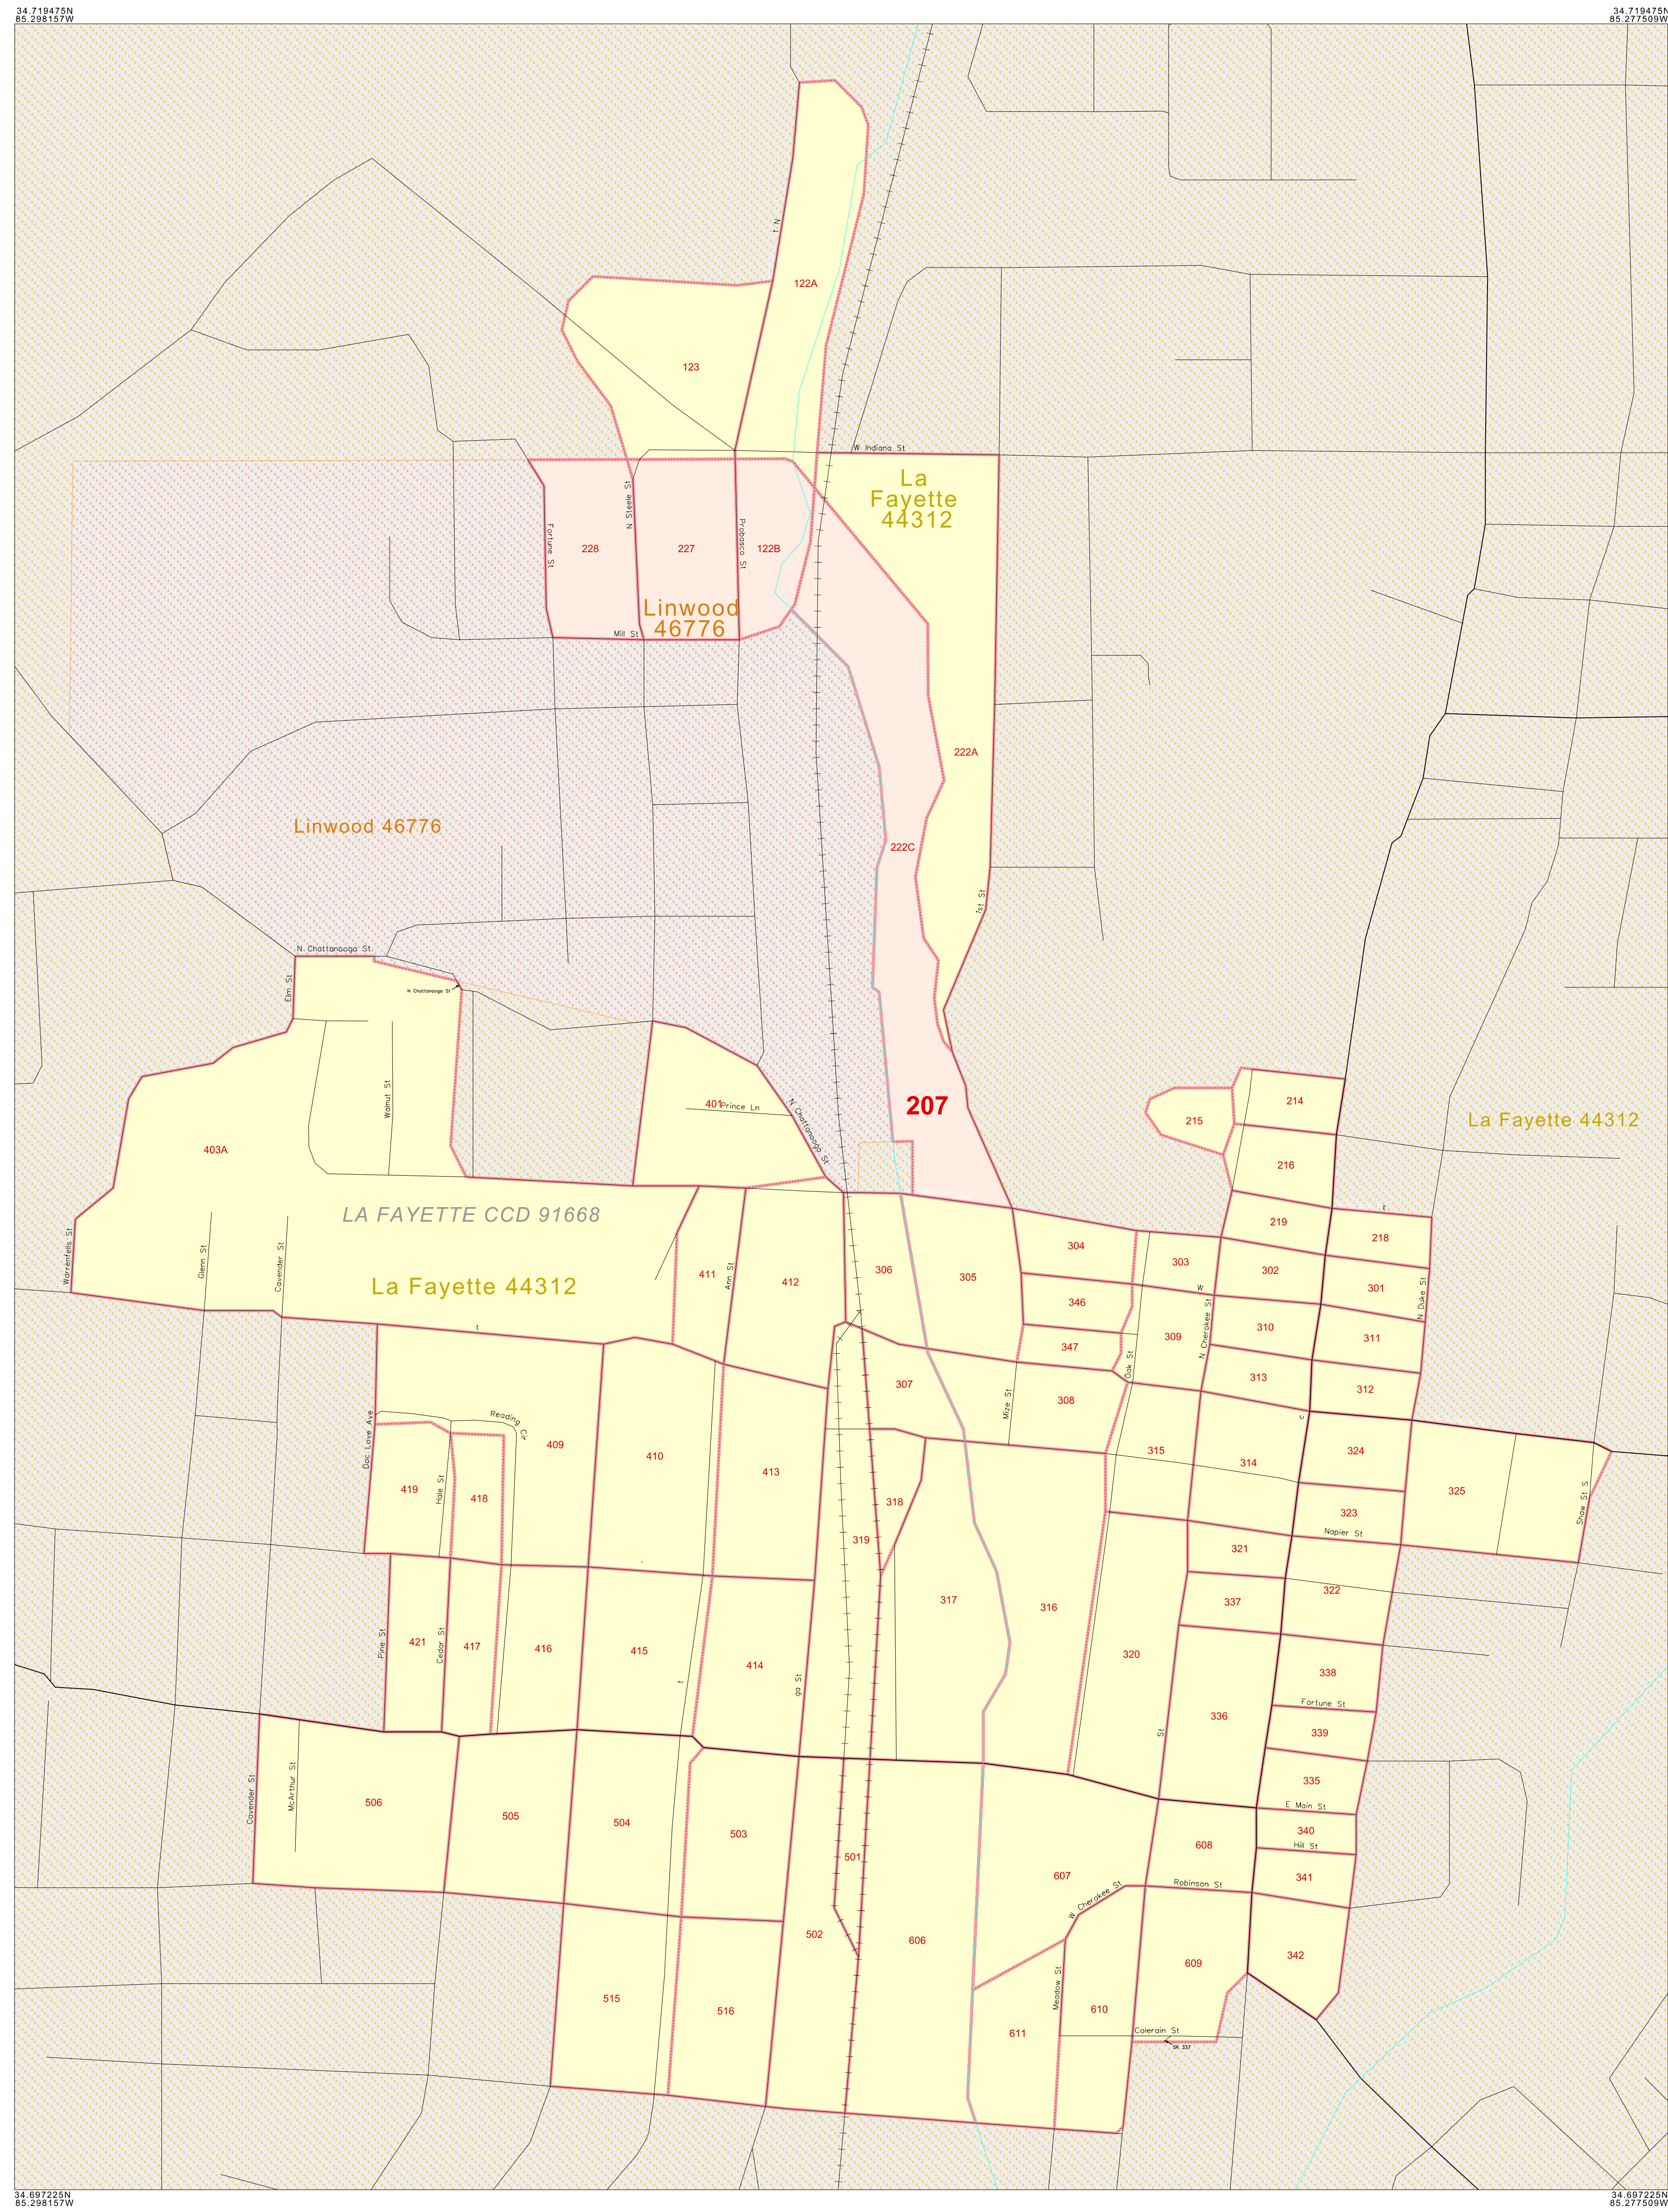 34.719475N
85.298157W
34.719475N
85.277509W
N
t
122A
123
W Indiana St
La
Fayette
44312
N Steele St
Fortune St
Probasco St
228
227
122B
Linwood
46776
Mill St
222A
Linwood 46776
222C
1st St
N Chattanooga St
Elm St
N Chattanooga St
Walnut St
401
Prince Ln
N Chattanooga St
207
214
215
La Fayette 44312
403A
216
LA FAYETTE CCD 91668
t
219
218
Warrenfells St
Glenn St
Cavender St
La Fayette 44312
411
Ann St
412
306
305
304
303
302
301
W
346
N Cherokee St
N Duke St
310
309
311
347
Oak St
t
307
308
313
312
Mize St
Doc Love Ave
Reading Cir
c
409
410
413
315
314
324
325
419
Hale St
418
318
323
Shaw St S
319
Napier St
321
322
317
316
337
Pine St
421
Cedar St
417
416
415
414
320
338
t
ga St
Fortune St
336
St
339
335
E Main St
Cavender St
McArthur St
506
505
504
503
340
608
Hill St
501
607
341
Robinson St
W Cherokee St
502
606
609
342
Meadow St
515
516
610
611
Colerain St
SR 337
34.697225N
85.298157W
34.697225N
85.277509W